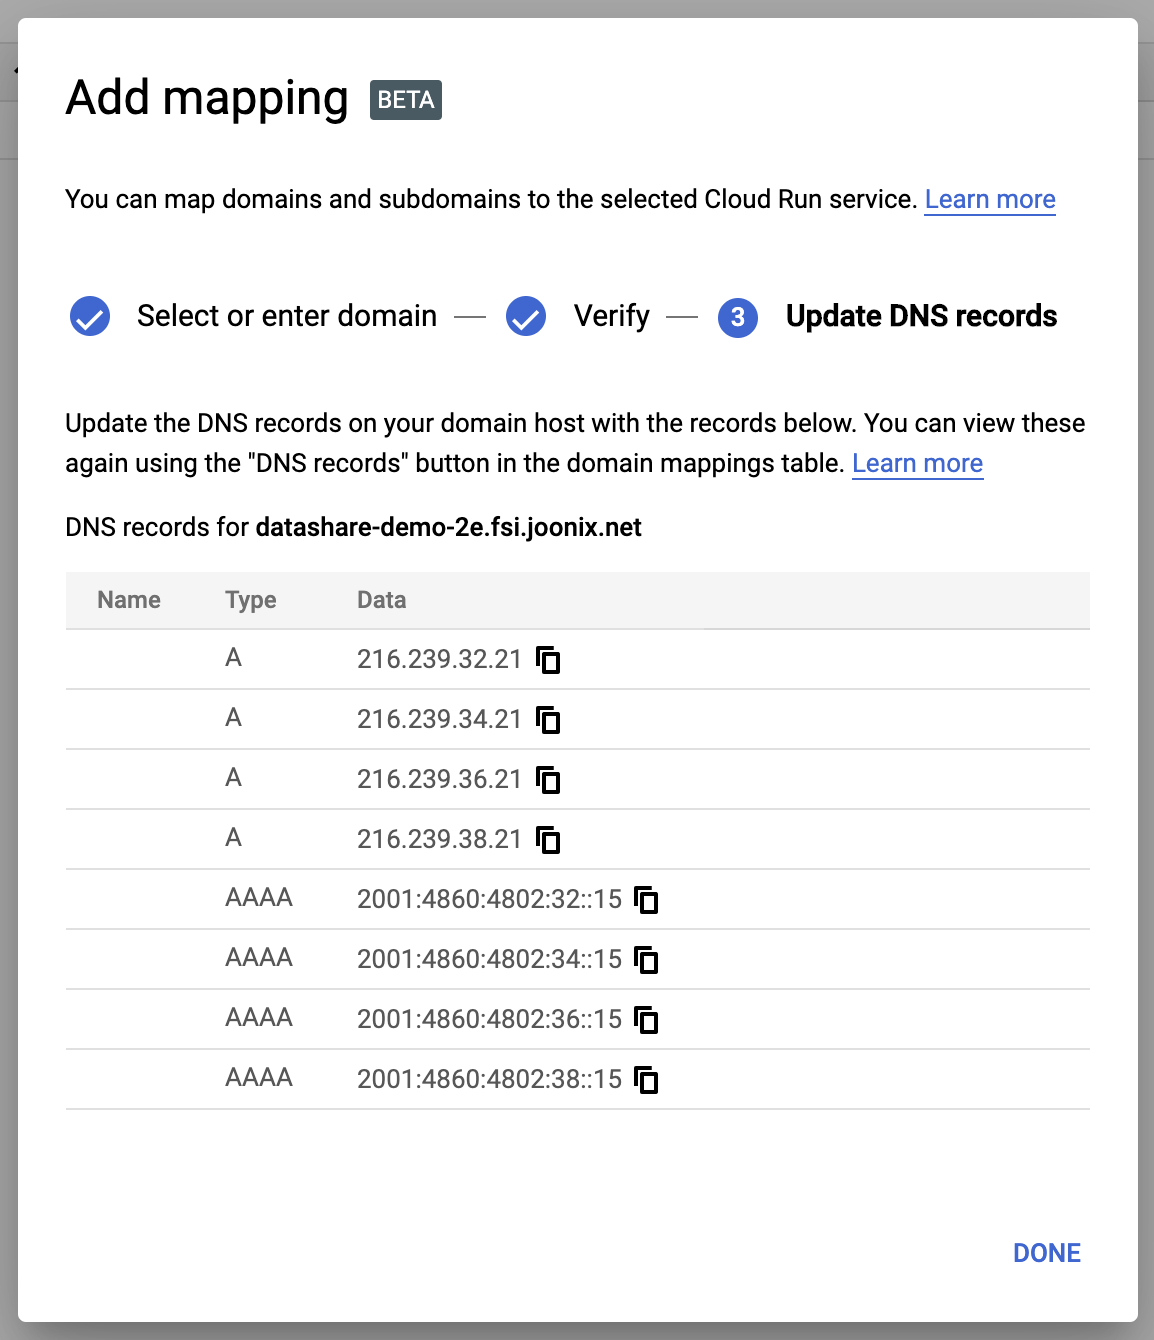 Add mapping BETA
You can map domains and subdomains to the selected Cloud Run service. Learn more
Select or enter domain — Verify — 3 Update DNS records
Update the DNS records on your domain host with the records below. You can view these
again using the "DNS records" button in the domain mappings table. Learn more
DNS records for datashare-demo-2e.fsi.joonix.net
Name Type Data
A 216.239.32.21
A 216.239.34.21
A 216.239.36.21
A 216.239.38.21
AAAA 2001:4860:4802:32::15
AAAA 2001:4860:4802:34::15
AAAA 2001:4860:4802:36::15
AAAA 2001:4860:4802:38::15
DONE